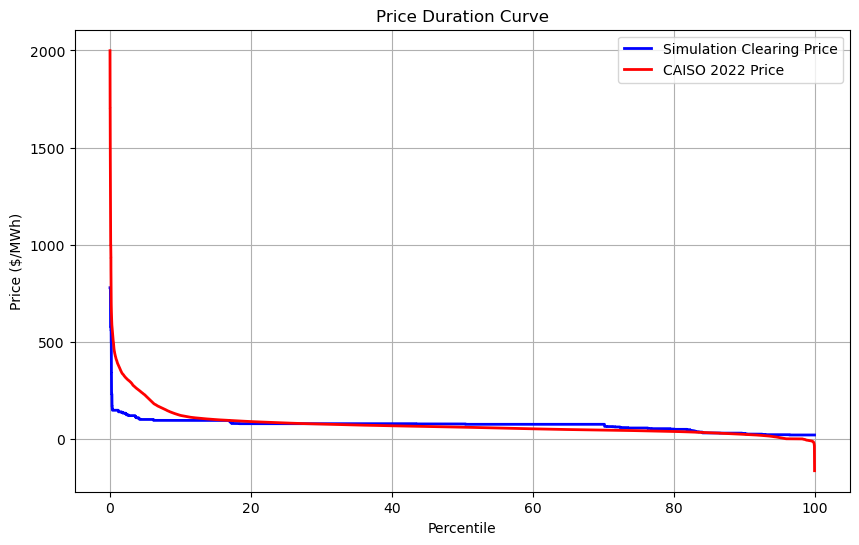 Price Duration Curve
Simulation Clearing Price
CAISO 2022 Price
2000
1500
1000
500
0
Price ($/MWh)
0 20 40 60 80 100
Percentile